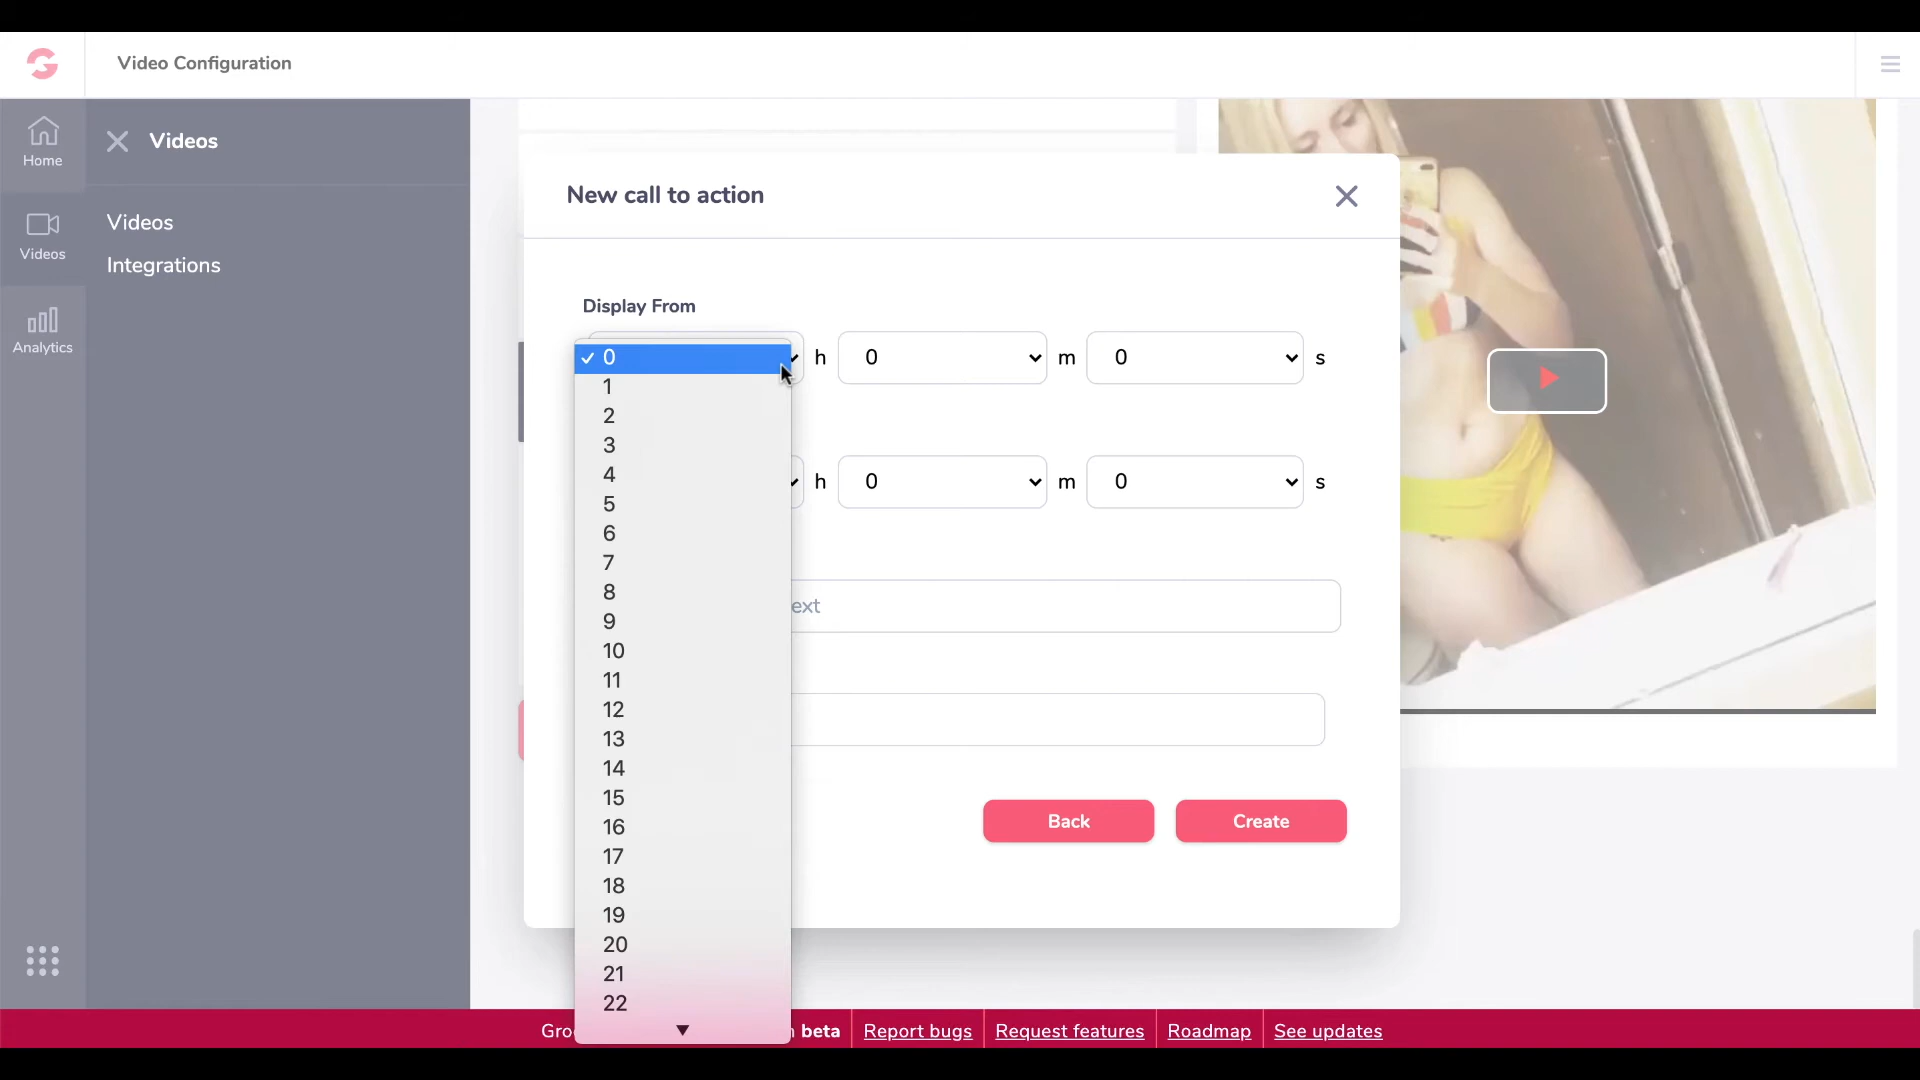 Video Configuration
Home
Videos
Analytics
Videos
Videos
Integrations
New call to action
Display From
0 h 0 m 0 s
1
2
3
4
5
6
7
8
9
10
11
12
13
14
15
16
17
18
19
20
21
22
h 0 m 0 s
ext
Back Create
beta Report bugs Request features Roadmap See updates